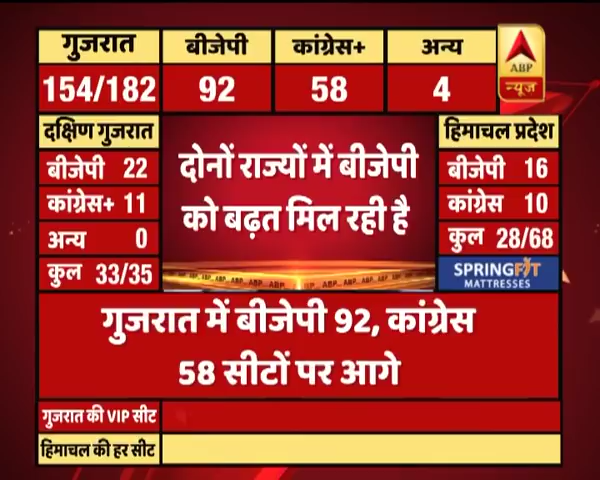 गुजरात बीजेपी कांग्रेस+ अन्य
154/182 92 58 4
ABP
न्यूज़
दक्षिण गुजरात
बीजेपी 22
कांग्रेस+ 11
अन्य 0
कुल 33/35
दोनों राज्यों में बीजेपी
को बढ़त मिल रही है
हिमाचल प्रदेश
बीजेपी 16
कांग्रेस 10
कुल 28/68
SPRINGFIT
MATTRESSES
गुजरात में बीजेपी 92, कांग्रेस
58 सीटों पर आगे
गुजरात की VIP सीट
हिमाचल की हर सीट